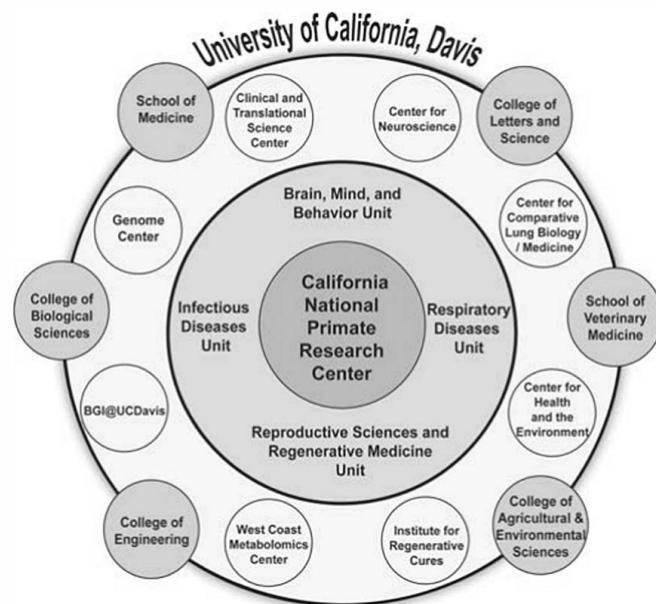 University of California, Davis
School of
Medicine
Clinical and
Translational
Science
Center
Center for
Neuroscience
College of
Letters and
Science
Genome
Center
Brain, Mind, and
Behavior Unit
Center for
Comparative
Lung Biology
/ Medicine
College of
Biological
Sciences
Infectious
Diseases
Unit
California
National
Primate
Research
Center
Respiratory
Diseases
Unit
School of
Veterinary
Medicine
BGI@UCDavis
Center for
Health
and the
Environment
Reproductive Sciences and
Regenerative Medicine
Unit
College of
Engineering
West Coast
Metabolomics
Center
Institute for
Regenerative
Cures
College of
Agricultural &
Environmental
Sciences